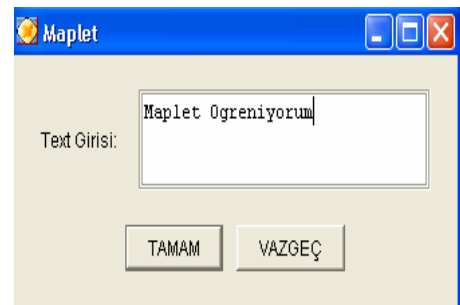 Maplet
Maplet Ogreniyorum
Text Girisi:
TAMAM
VAZGEÇ